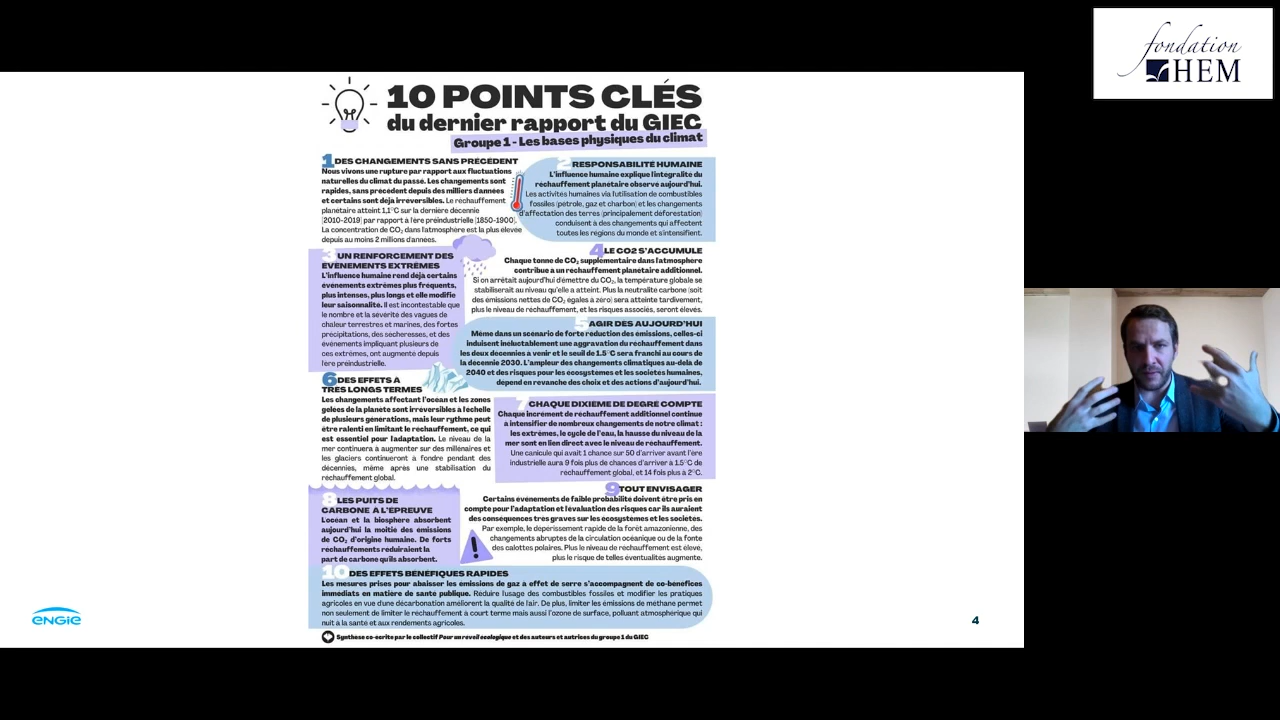 fondation
HEM
10 POINTS CLÉS
du dernier rapport du GIEC
Groupe 1 - Les bases physiques du climat
1 DES CHANGEMENTS SANS PRÉCÉDENT
Nous vivons une rupture par rapport aux fluctuations
naturelles du climat du passé. Les changements sont
rapides, sans précédent depuis des milliers d'années
et certains sont déjà irréversibles. Le réchauffement
planétaire atteint 1,1°C sur la dernière décennie
(2010-2019) par rapport à l'ère préindustrielle (1850-1900).
La concentration de CO₂ dans l'atmosphère est la plus élevée
depuis au moins 2 millions d'années.
2 RESPONSABILITÉ HUMAINE
L'influence humaine explique l'intégralité du
réchauffement planétaire observé aujourd'hui.
Les activités humaines via l'utilisation de combustibles
fossiles (pétrole, gaz et charbon) et les changements
d'affectation des terres (principalement déforestation)
conduisent à des changements qui affectent
toutes les régions du monde et s'intensifient.
3 UN RENFORCEMENT DES
ÉVÉNEMENTS EXTRÊMES
L'influence humaine rend déjà certains
événements extrêmes plus fréquents,
plus intenses, plus longs et elle modifie
leur saisonnalité. Il est incontestable que
le nombre et la sévérité des vagues de
chaleur terrestres et marines, des fortes
précipitations, des sécheresses, et des
événements impliquant plusieurs de
ces extrêmes, ont augmenté depuis
l'ère préindustrielle.
4 LE CO2 S'ACCUMULE
Chaque tonne de CO₂ supplémentaire dans l'atmosphère
contribue à un réchauffement planétaire additionnel.
Si on arrêtait aujourd'hui d'émettre du CO₂, la température globale se
stabiliserait au niveau qu'elle a atteint. Plus la neutralité carbone (soit
des émissions nettes de CO₂ égales à zéro) sera atteinte tardivement,
plus le niveau de réchauffement, et les risques associés, seront élevés.
5 AGIR DÈS AUJOURD'HUI
Même dans un scénario de forte réduction des émissions, celles-ci
induisent inéluctablement une aggravation du réchauffement dans
les deux décennies à venir et le seuil de 1.5°C sera franchi au cours de
la décennie 2030. L'ampleur des changements climatiques au-delà de
2040 et des risques pour les écosystèmes et les sociétés humaines,
dépend en revanche des choix et des actions d'aujourd'hui.
6 DES EFFETS À
TRÈS LONGS TERMES
Les changements affectant l'océan et les zones
gelées de la planète sont irréversibles à l'échelle
de plusieurs générations, mais leur rythme peut
être ralenti en limitant le réchauffement, ce qui
est essentiel pour l'adaptation. Le niveau de la
mer continuera à augmenter sur des millénaires et
les glaciers continueront à fondre pendant des
décennies, même après une stabilisation du
réchauffement global.
7 CHAQUE DIXIÈME DE DEGRÉ COMPTE
Chaque incrément de réchauffement additionnel continue
à intensifier de nombreux changements de notre climat :
les extrêmes, le cycle de l'eau, la hausse du niveau de la
mer sont en lien direct avec le niveau de réchauffement.
Une canicule qui avait 1 chance sur 50 d'arriver avant l'ère
industrielle aura 9 fois plus de chances d'arriver à 1.5°C de
réchauffement global, et 14 fois plus à 2°C.
8 LES PUITS DE
CARBONE À L'ÉPREUVE
L'océan et la biosphère absorbent
aujourd'hui la moitié des émissions
de CO₂ d'origine humaine. De forts
réchauffements réduiraient la
part de carbone qu'ils absorbent.
9 TOUT ENVISAGER
Certains événements de faible probabilité doivent être pris en
compte pour l'adaptation et l'évaluation des risques car ils auraient
des conséquences très graves sur les écosystèmes et les sociétés.
Par exemple, le dépérissement rapide de la forêt amazonienne, des
changements abruptes de la circulation océanique ou de la fonte
des calottes polaires. Plus le niveau de réchauffement est élevé,
plus le risque de telles éventualités augmente.
10 DES EFFETS BÉNÉFIQUES RAPIDES
Les mesures prises pour abaisser les émissions de gaz à effet de serre s'accompagnent de co-bénéfices
immédiats en matière de santé publique. Réduire l'usage des combustibles fossiles et modifier les pratiques
agricoles en vue d'une décarbonation améliorent la qualité de l'air. De plus, limiter les émissions de méthane permet
non seulement de limiter le réchauffement à court terme mais aussi l'ozone de surface, polluant atmosphérique qui
nuit à la santé et aux rendements agricoles.
Synthèse co-écrite par le collectif Pour un réveil écologique et des auteurs et autrices du groupe 1 du GIEC
ENGIE
4